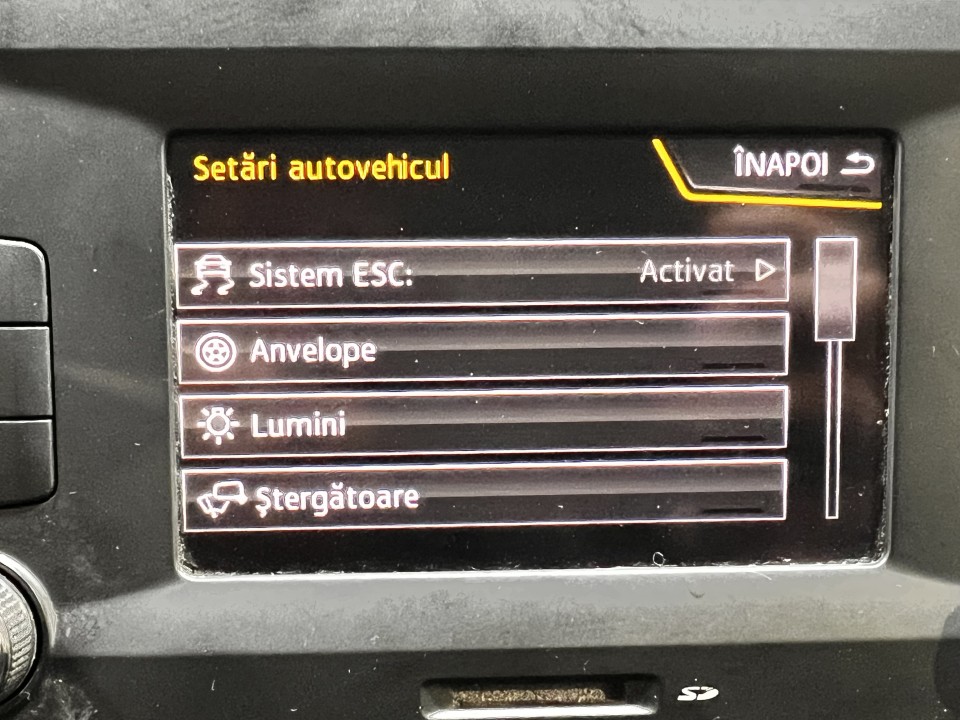 Setări autovehicul
ÎNAPOI
Sistem ESC: Activat
Anvelope
Lumini
Ștergătoare
SD